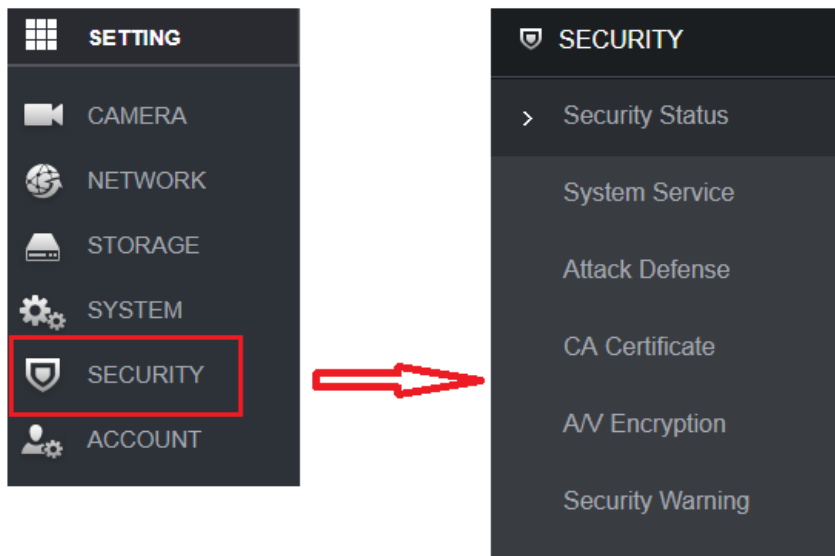 SETTING
CAMERA
NETWORK
STORAGE
SYSTEM
SECURITY
ACCOUNT
SECURITY
Security Status
System Service
Attack Defense
CA Certificate
A/V Encryption
Security Warning